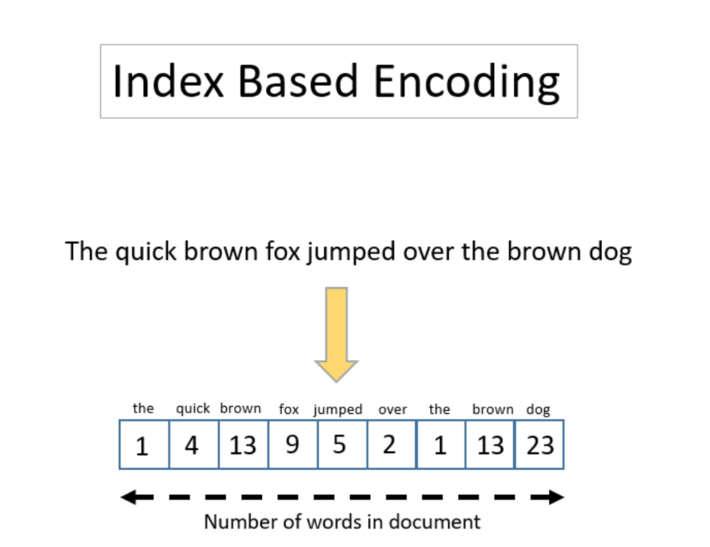 Index Based Encoding
The quick brown fox jumped over the brown dog
the quick brown fox jumped over the brown dog
1 4 13 9 5 2 1 13 23
Number of words in document